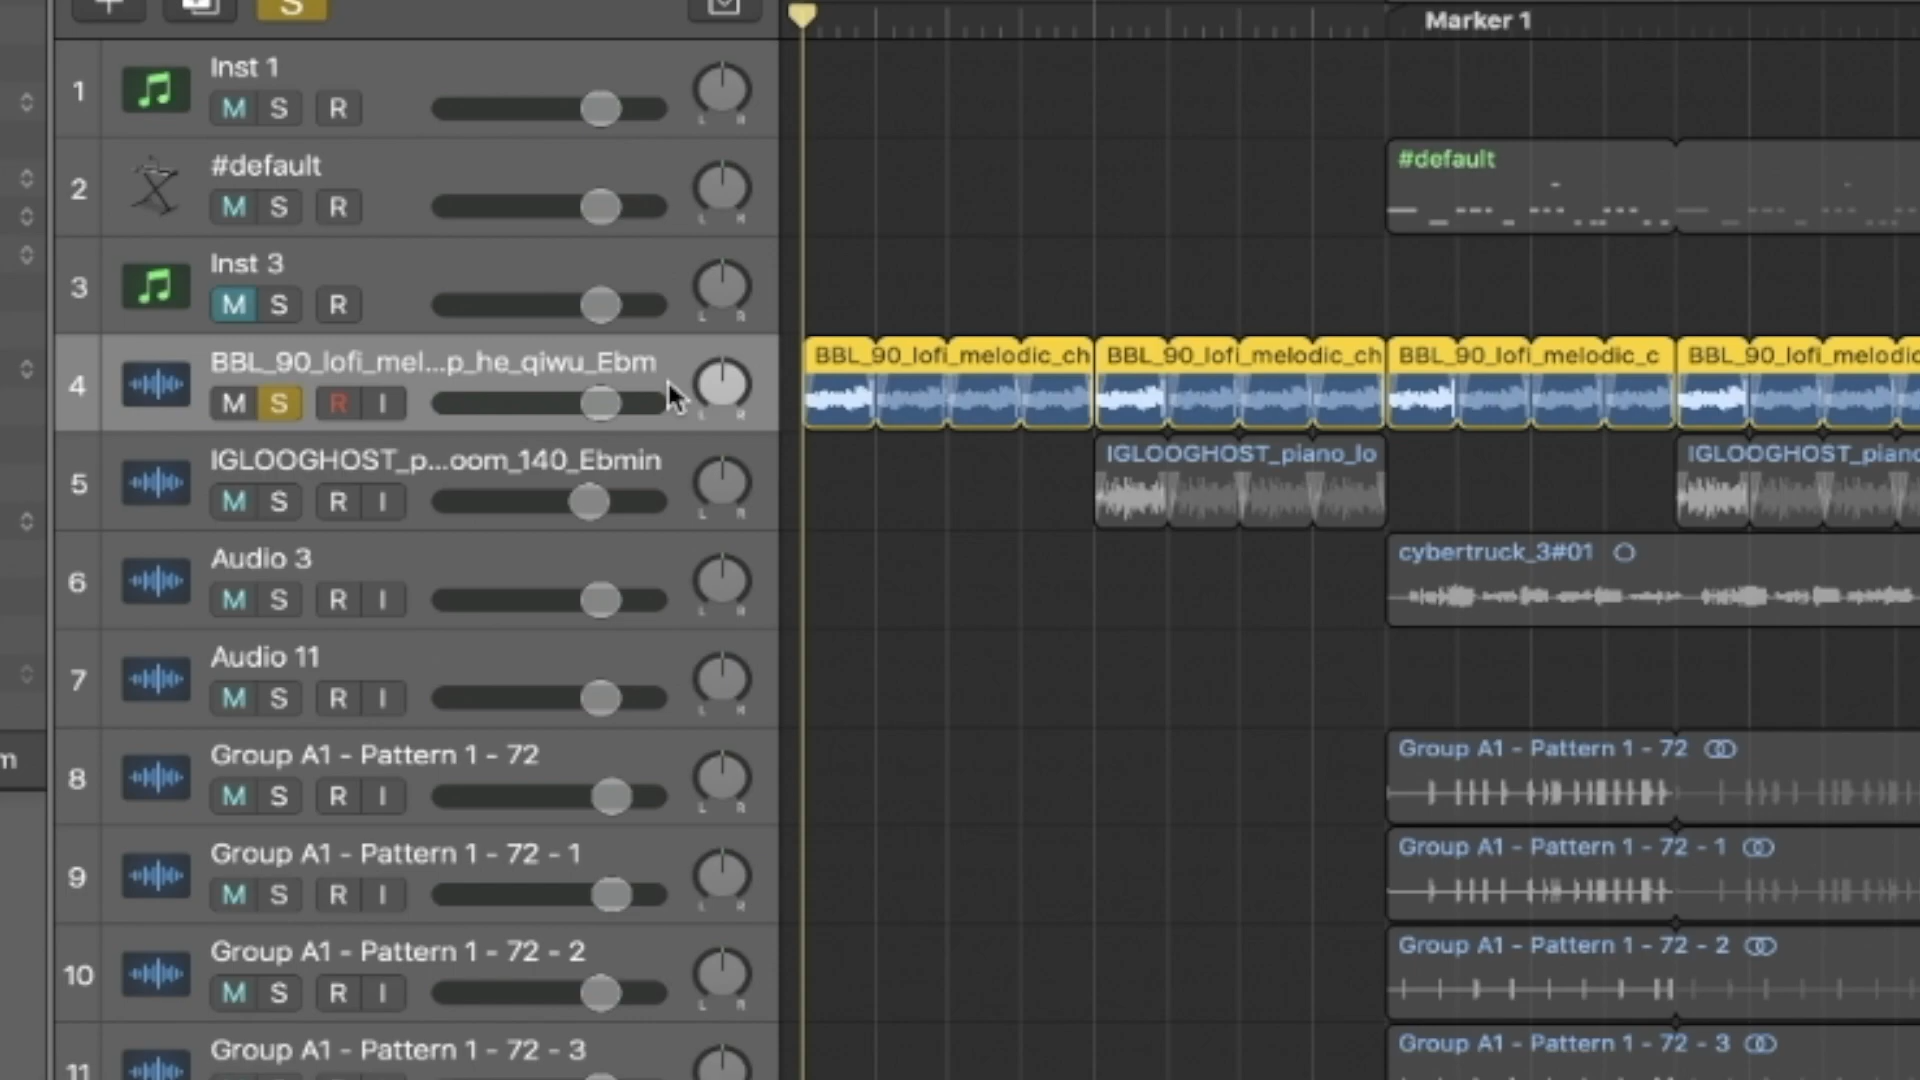 S
Marker 1
1
Inst 1
M S R
L R
2
#default
M S R
L R
#default
3
Inst 3
M S R
L R
4
BBL_90_lofi_mel...p_he_qiwu_Ebm
M S R I
L R
BBL_90_lofi_melodic_ch
BBL_90_lofi_melodic_ch
BBL_90_lofi_melodic_c
BBL_90_lofi_melodic
5
IGLOOGHOST_p...oom_140_Ebmin
M S R I
L R
IGLOOGHOST_piano_lo
IGLOOGHOST_piano
6
Audio 3
M S R I
L R
cybertruck_3#01
7
Audio 11
M S R I
L R
m
8
Group A1 - Pattern 1 - 72
M S R I
L R
Group A1 - Pattern 1 - 72
9
Group A1 - Pattern 1 - 72 - 1
M S R I
L R
Group A1 - Pattern 1 - 72 - 1
10
Group A1 - Pattern 1 - 72 - 2
M S R I
L R
Group A1 - Pattern 1 - 72 - 2
11
Group A1 - Pattern 1 - 72 - 3
Group A1 - Pattern 1 - 72 - 3